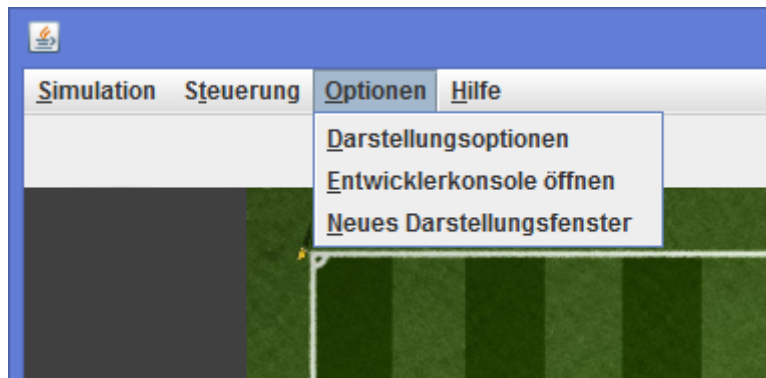 Simulation Steuerung Optionen Hilfe
Darstellungsoptionen
Entwicklerkonsole öffnen
Neues Darstellungsfenster